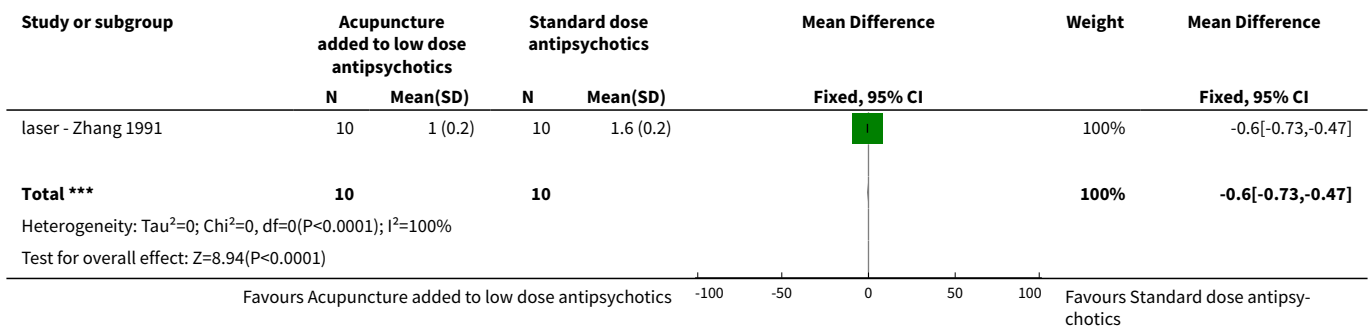 Study or subgroup Acupuncture added to low dose antipsychotics Standard dose antipsychotics Mean Difference Weight Mean Difference
N Mean(SD) N Mean(SD) Fixed, 95% CI Fixed, 95% CI
laser - Zhang 1991 10 1 (0.2) 10 1.6 (0.2) 100% -0.6[-0.73,-0.47]
Total *** 10 10 100% -0.6[-0.73,-0.47]
Heterogeneity: Tau²=0; Chi²=0, df=0(P<0.0001); I²=100%
Test for overall effect: Z=8.94(P<0.0001)
Favours Acupuncture added to low dose antipsychotics -100 -50 0 50 100 Favours Standard dose antipsy-
chotics